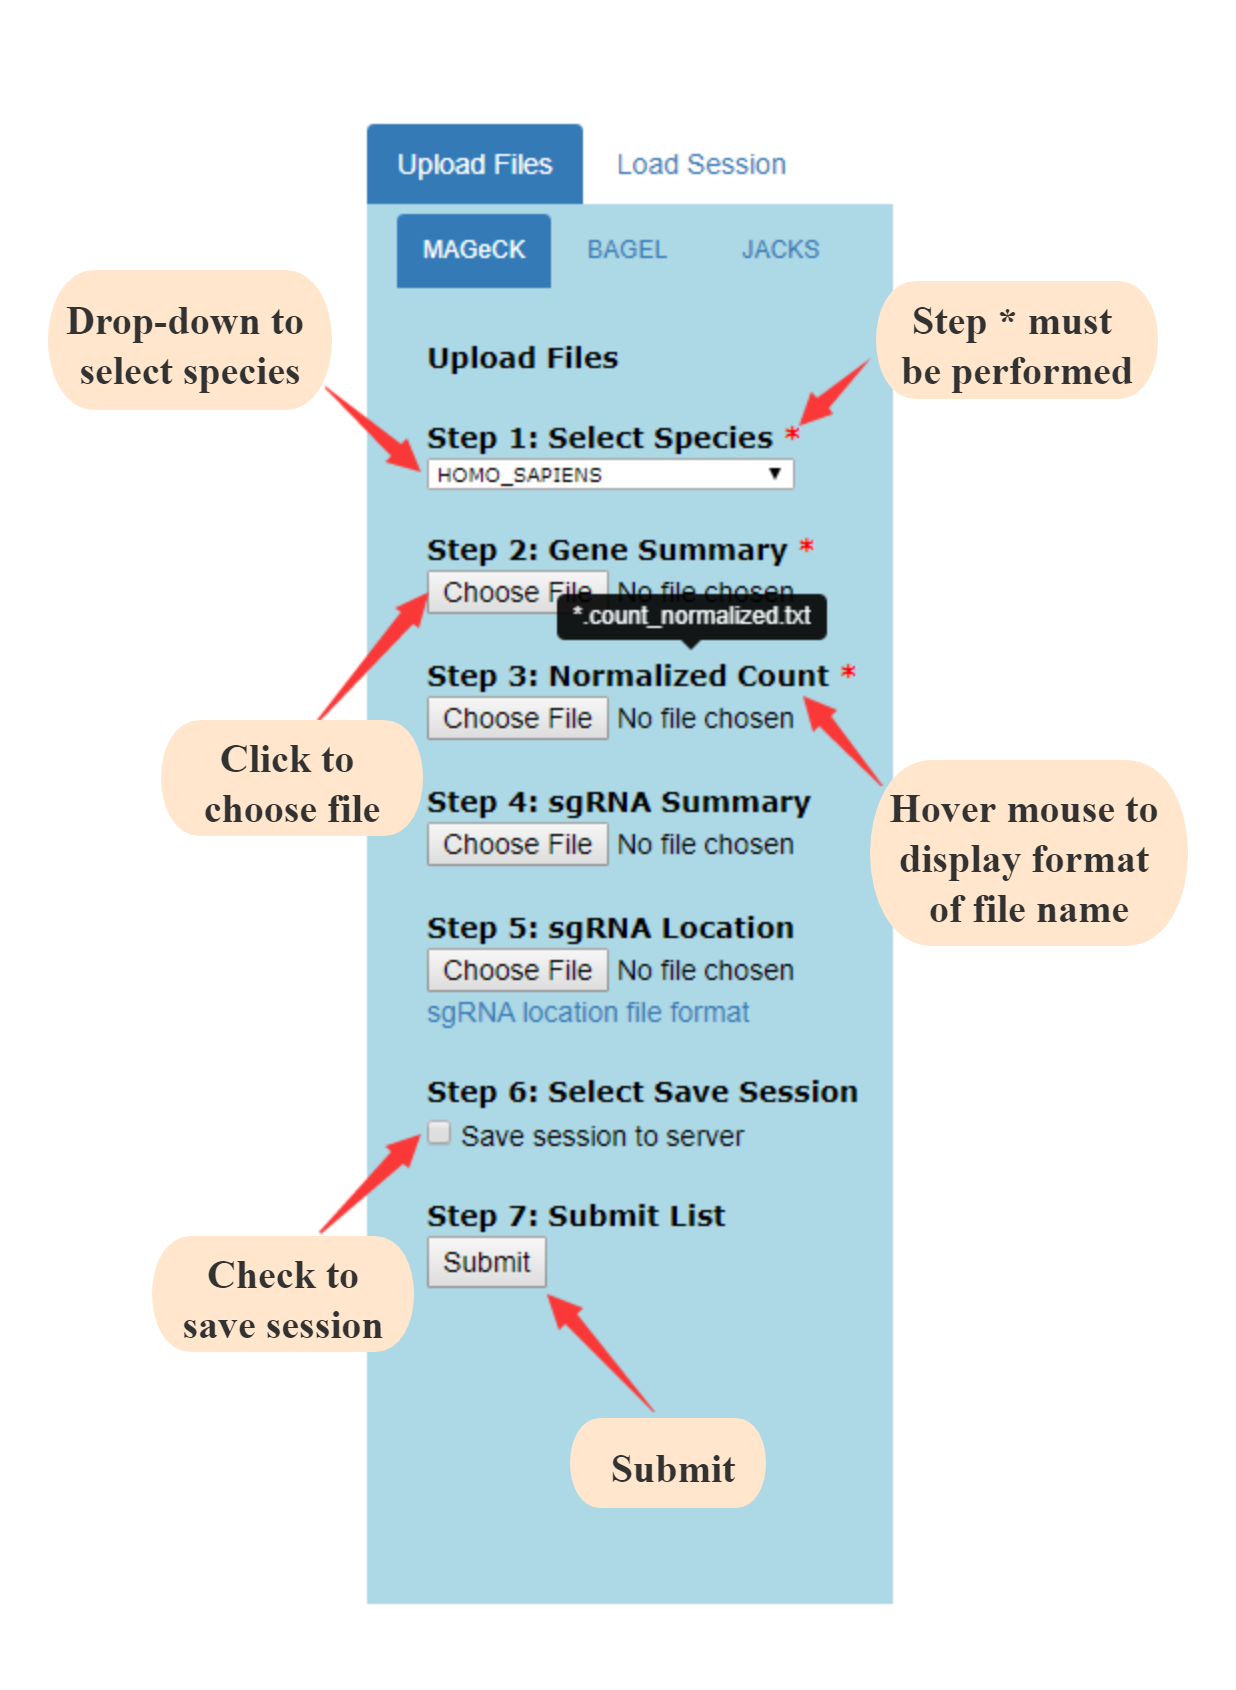 Upload Files
Load Session
MAGeCK
BAGEL
JACKS
Drop-down to
select species
Step * must
be performed
Upload Files
Step 1: Select Species *
HOMO_SAPIENS
Step 2: Gene Summary *
Choose File No file chosen
*.count_normalized.txt
Step 3: Normalized Count *
Choose File No file chosen
Click to
choose file
Hover mouse to
display format
of file name
Step 4: sgRNA Summary
Choose File No file chosen
Step 5: sgRNA Location
Choose File No file chosen
sgRNA location file format
Step 6: Select Save Session
Save session to server
Step 7: Submit List
Submit
Check to
save session
Submit